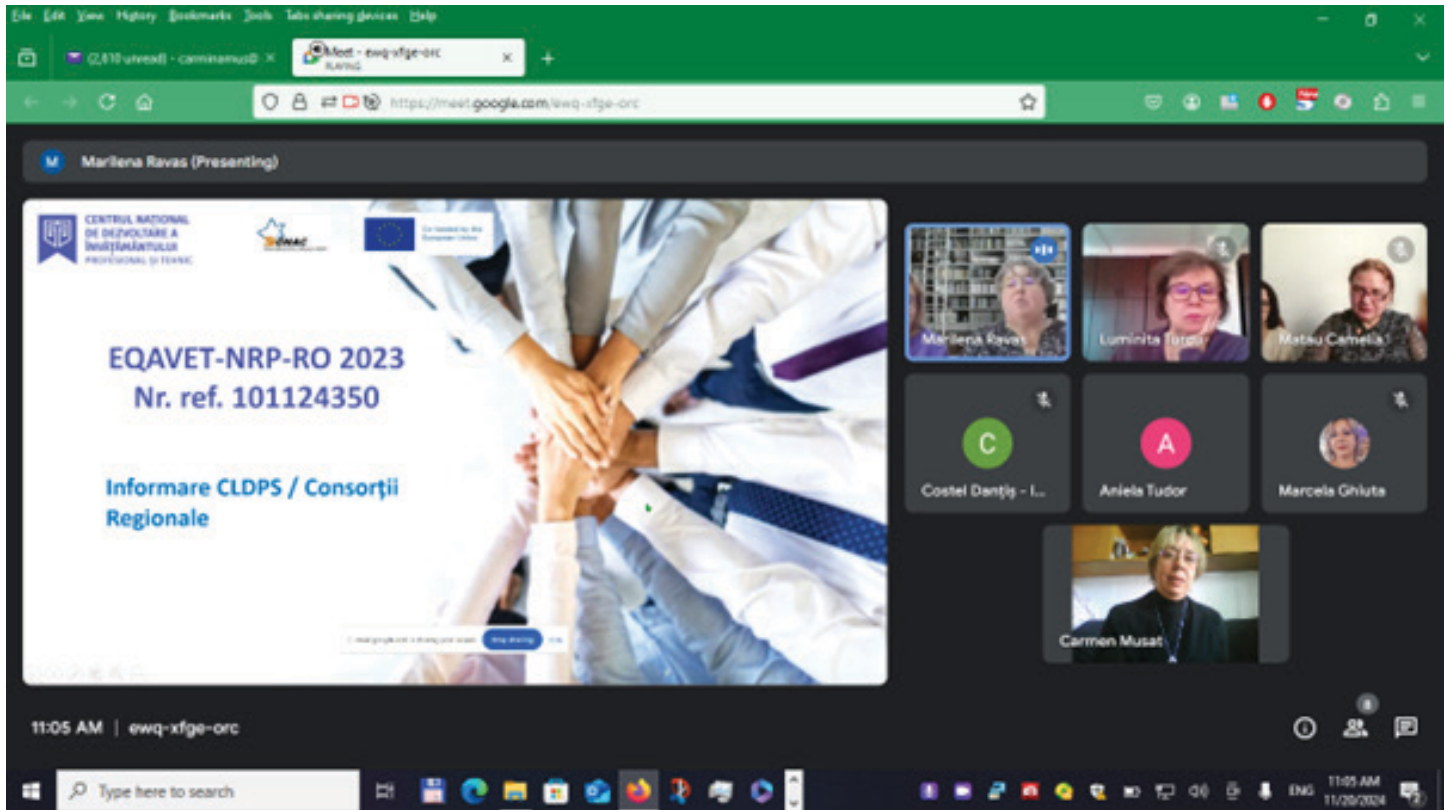 File Edit View History Bookmarks Tools Tabs sharing devices Help
(2,610 unread) - carminamus@
Meet - ewq-xfge-orc
PLAYING
https://meet.google.com/ewq-xfge-orc
M Marilena Ravas (Presenting)
CENTRUL NAȚIONAL
DE DEZVOLTARE A
ÎNVĂȚĂMÂNTULUI
PROFESIONAL ȘI TEHNIC
Co-funded by the
European Union
EQAVET-NRP-RO 2023
Nr. ref. 101124350
Informare CLDPS / Consorții
Regionale
Stop sharing
Hide
Marilena Ravas
Luminita
Matau Camelia
C
Costel Dantiș - I...
A
Aniela Tudor
Marcela Ghiuta
Carmen Musat
11:05 AM | ewq-xfge-orc
8
Type here to search
ENG
11:05 AM
11/20/2024